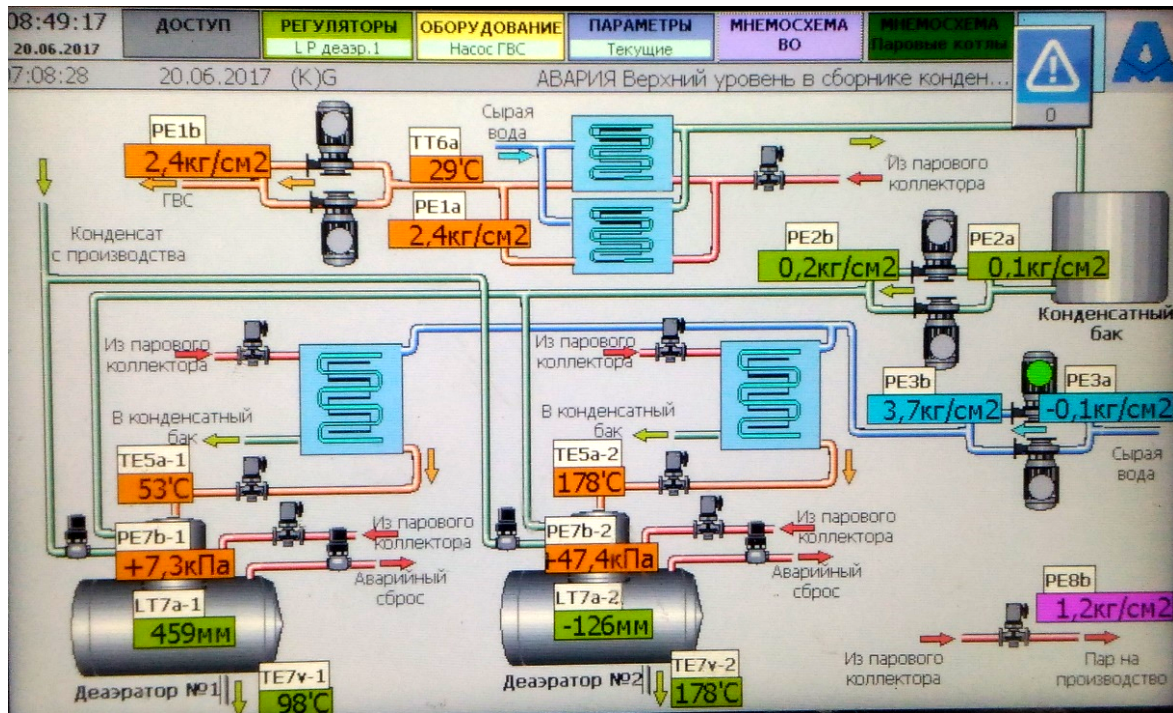 08:49:17
20.06.2017
ДОСТУП
РЕГУЛЯТОРЫ
L P деаэр.1
ОБОРУДОВАНИЕ
Насос ГВС
ПАРАМЕТРЫ
Текущие
МНЕМОСХЕМА
ВО
МНЕМОСХЕМА
Паровые котлы
07:08:28 20.06.2017 (K)G АВАРИЯ Верхний уровень в сборнике конден...
0
PE1b
2,4кг/см2
ГВС
TT6a
29'C
PE1a
2,4кг/см2
Сырая
вода
Из парового
коллектора
Конденсат
с производства
PE2b
0,2кг/см2
PE2a
0,1кг/см2
Конденсатный
бак
Из парового
коллектора
Из парового
коллектора
PE3b
3,7кг/см2
PE3a
-0,1кг/см2
Сырая
вода
В конденсатный
бак
В конденсатный
бак
TE5a-1
53'C
TE5a-2
178'C
PE7b-1
+7,3кПа
Из парового
коллектора
Аварийный
сброс
PE7b-2
+47,4кПа
Из парового
коллектора
Аварийный
сброс
LT7a-1
459мм
LT7a-2
-126мм
PE8b
1,2кг/см2
Из парового
коллектора
Пар на
производство
Деаэратор №1
TE7v-1
98'C
Деаэратор №2
TE7v-2
178'C